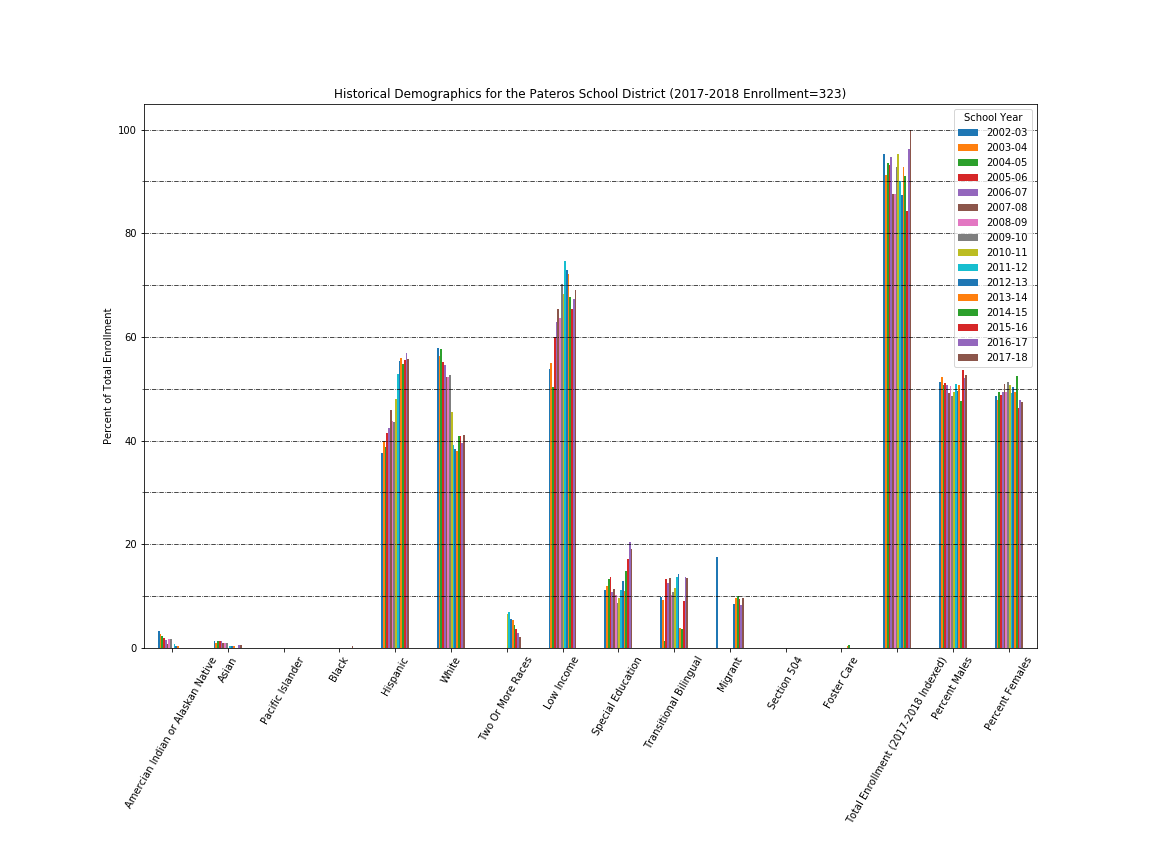 Historical Demographics for the Pateros School District (2017-2018 Enrollment=323)
School Year
2002-03
2003-04
2004-05
2005-06
2006-07
2007-08
2008-09
2009-10
2010-11
2011-12
2012-13
2013-14
2014-15
2015-16
2016-17
2017-18
Percent of Total Enrollment
100
80
60
40
20
0
Amercian Indian or Alaskan Native
Asian
Pacific Islander
Black
Hispanic
White
Two Or More Races
Low Income
Special Education
Transitional Bilingual
Migrant
Section 504
Foster Care
Total Enrollment (2017-2018 Indexed)
Percent Males
Percent Females